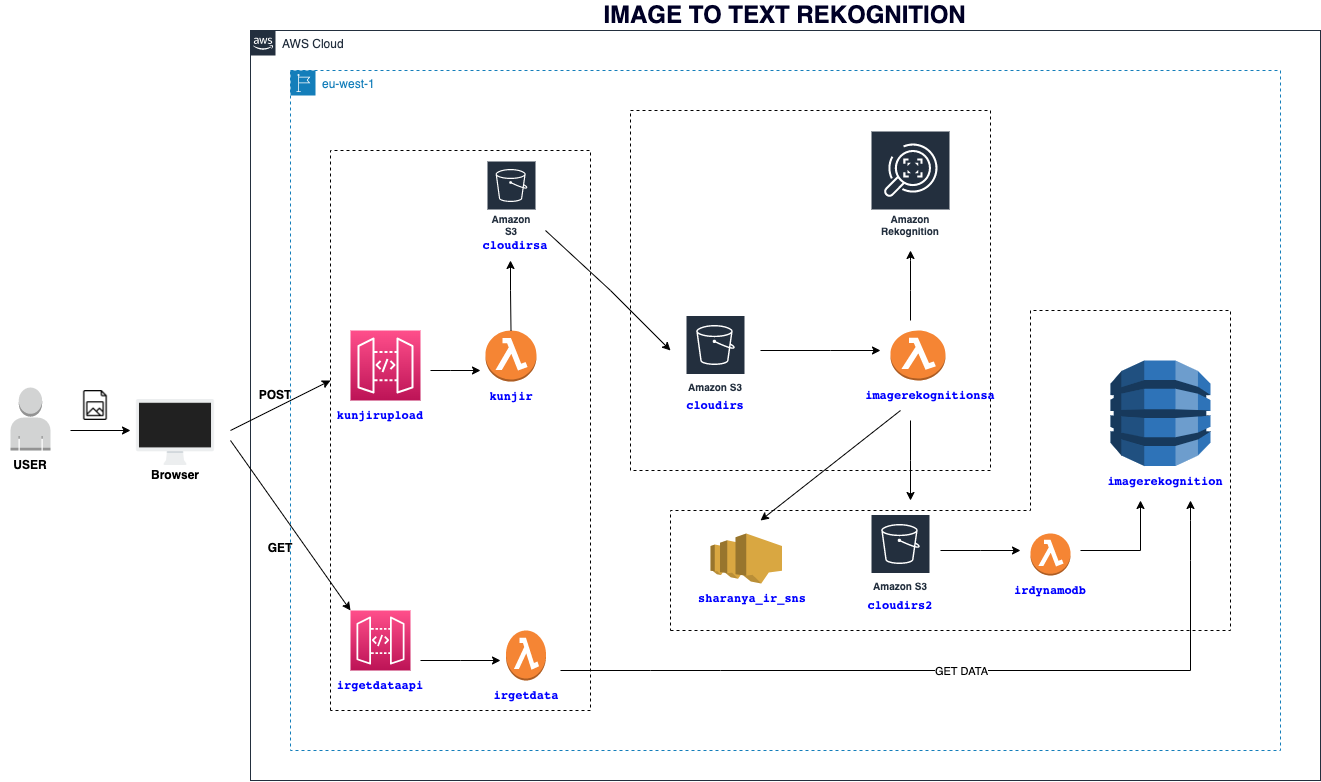 IMAGE TO TEXT REKOGNITION
aws
AWS Cloud
eu-west-1
Amazon
S3
cloudirsa
Amazon
Rekognition
</>
kunjirupload
kunjir
Amazon S3
cloudirs
imagerekognitionsa
POST
USER
Browser
GET
imagerekognition
sharanya_ir_sns
Amazon S3
cloudirs2
irdynamodb
</>
irgetdataapi
irgetdata
GET DATA